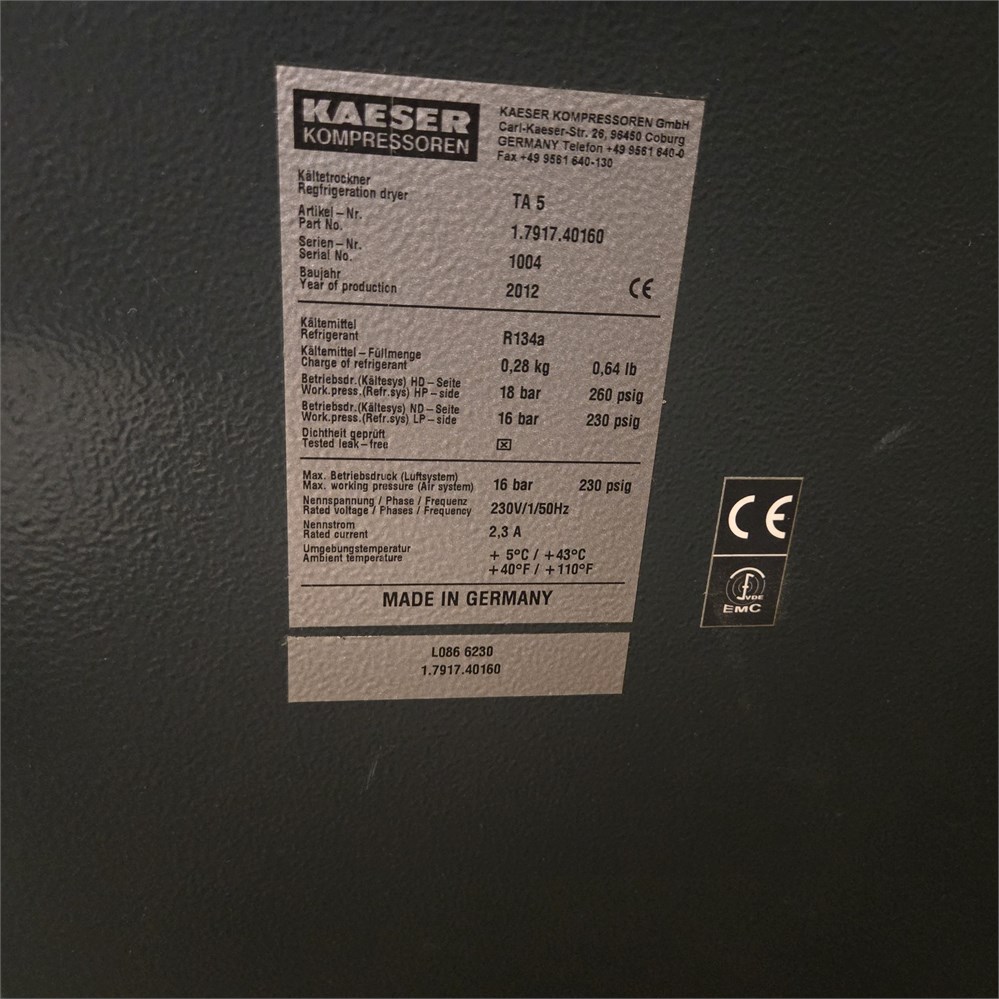 KAESER
KOMPRESSOREN
KAESER KOMPRESSOREN GmbH
Carl-Kaeser-Str. 26, 96450 Coburg
GERMANY Telefon +49 9561 640-0
Fax +49 9561 640-130
Kältetrockner
Regfrigeration dryer TA 5
Artikel – Nr.
Part No. 1.7917.40160
Serien – Nr.
Serial No. 1004
Baujahr
Year of production 2012 CE
Kältemittel
Refrigerant R134a
Kältemittel – Füllmenge
Charge of refrigerant 0,28 kg 0,64 lb
Betriebsdr.(Kältesys) HD – Seite
Work.press.(Refr.sys) HP – side 18 bar 260 psig
Betriebsdr.(Kältesys) ND – Seite
Work.press.(Refr.sys) LP – side 16 bar 230 psig
Dichtheit geprüft
Tested leak – free ☒
Max. Betriebsdruck (Luftsystem)
Max. working pressure (Air system) 16 bar 230 psig
Nennspannung / Phase / Frequenz
Rated voltage / Phases / Frequency 230V/1/50Hz
Nennstrom
Rated current 2,3 A
Umgebungstemperatur
Ambient temperature + 5°C / +43°C
+40°F / +110°F
MADE IN GERMANY
L086 6230
1.7917.40160
CE
VDE
EMC